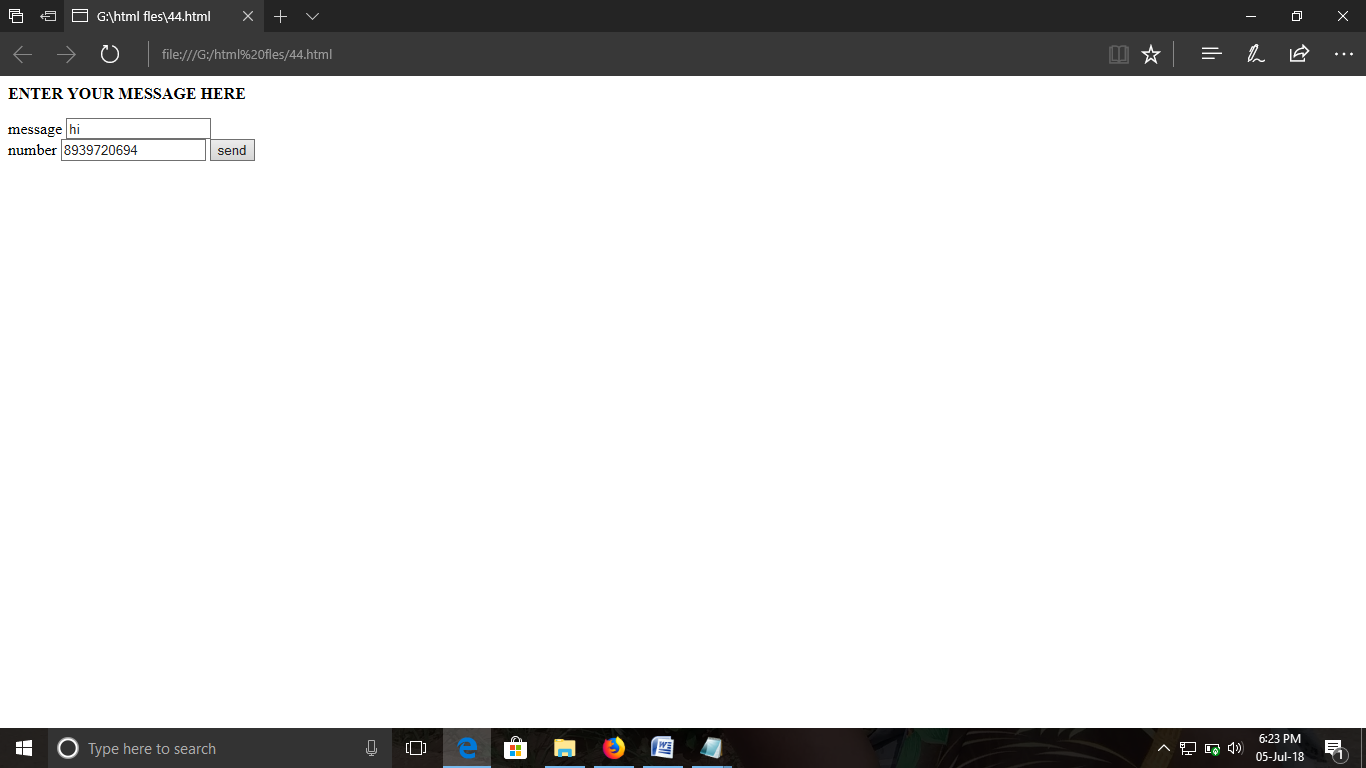 G:\html fles\44.html
file:///G:/html%20fles/44.html
ENTER YOUR MESSAGE HERE
message hi
number 8939720694 send
Type here to search
6:23 PM
05-Jul-18
1